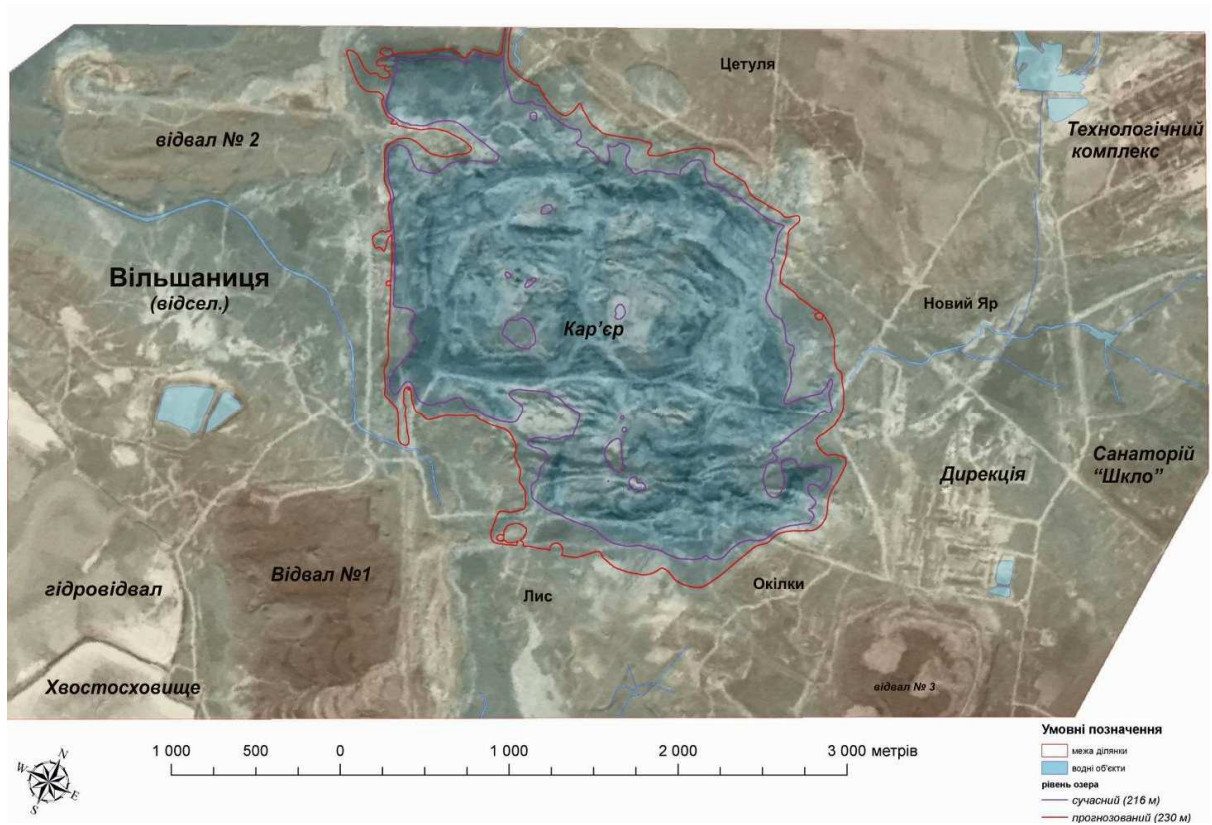 Цетуля
Технологічний
комплекс
відвал № 2
Вільшаниця
(відсел.)
Новий Яр
Кар’єр
Санаторій
“Шкло”
Дирекція
Відвал №1
гідровідвал
Лис
Окілки
Хвостосховище
відвал № 3
Умовні позначення
межа ділянки
водні об'єкти
рівень озера
сучасний (216 м)
прогнозований (230 м)
1 000 500 0 1 000 2 000 3 000 метрів
N
W
E
S